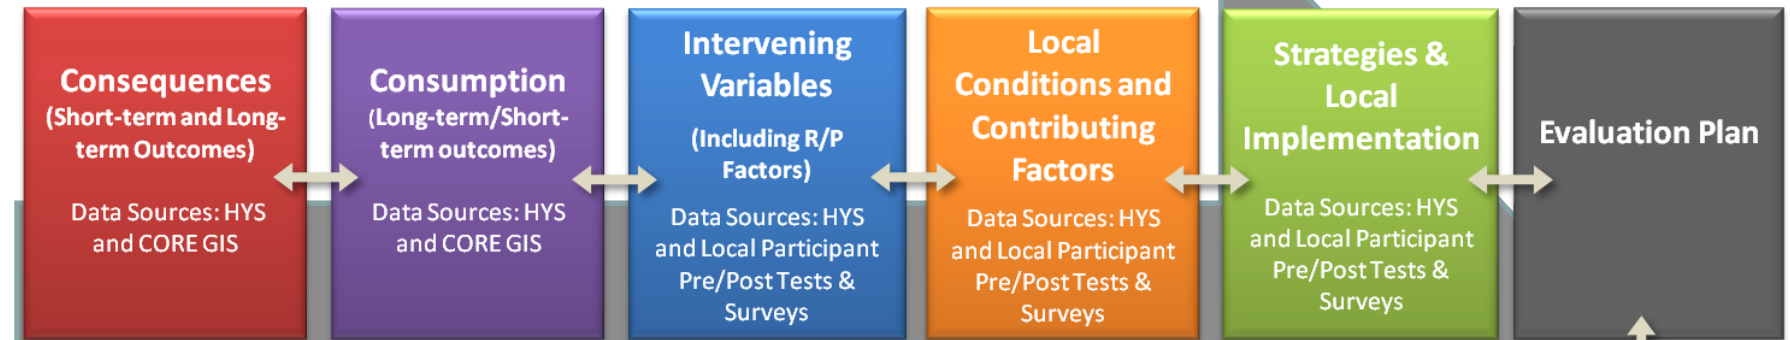 Consequences
(Short-term and Long-
term Outcomes)
Data Sources: HYS
and CORE GIS
Consumption
(Long-term/Short-
term outcomes)
Data Sources: HYS
and CORE GIS
Intervening
Variables
(Including R/P
Factors)
Data Sources: HYS
and Local Participant
Pre/Post Tests &
Surveys
Local
Conditions and
Contributing
Factors
Data Sources: HYS
and Local Participant
Pre/Post Tests &
Surveys
Strategies &
Local
Implementation
Data Sources: HYS
and Local Participant
Pre/Post Tests &
Surveys
Evaluation Plan